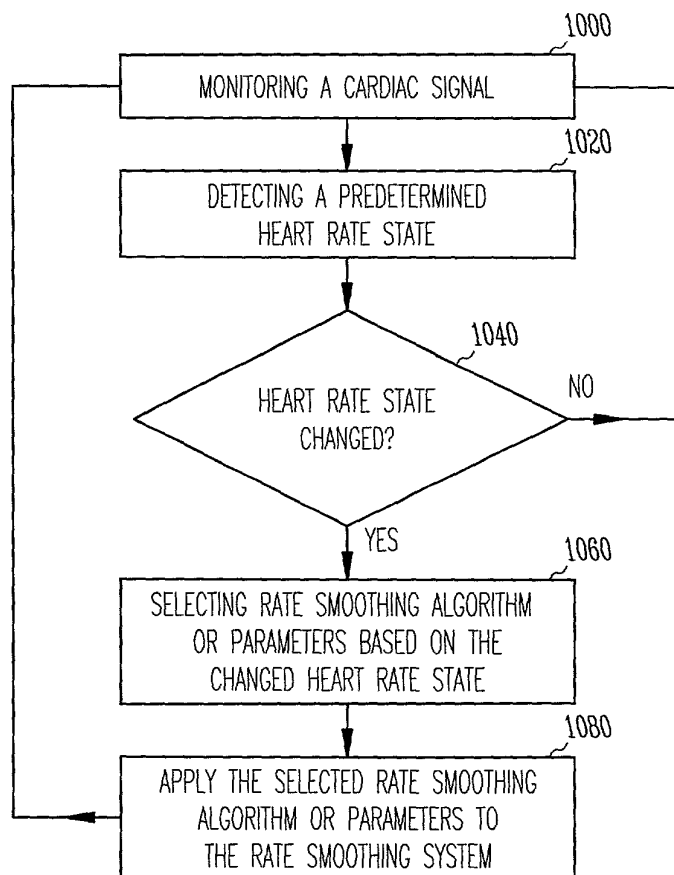 1000
MONITORING A CARDIAC SIGNAL
1020
DETECTING A PREDETERMINED
HEART RATE STATE
1040
HEART RATE STATE
CHANGED?
NO
YES
1060
SELECTING RATE SMOOTHING ALGORITHM
OR PARAMETERS BASED ON THE
CHANGED HEART RATE STATE
1080
APPLY THE SELECTED RATE SMOOTHING
ALGORITHM OR PARAMETERS TO
THE RATE SMOOTHING SYSTEM